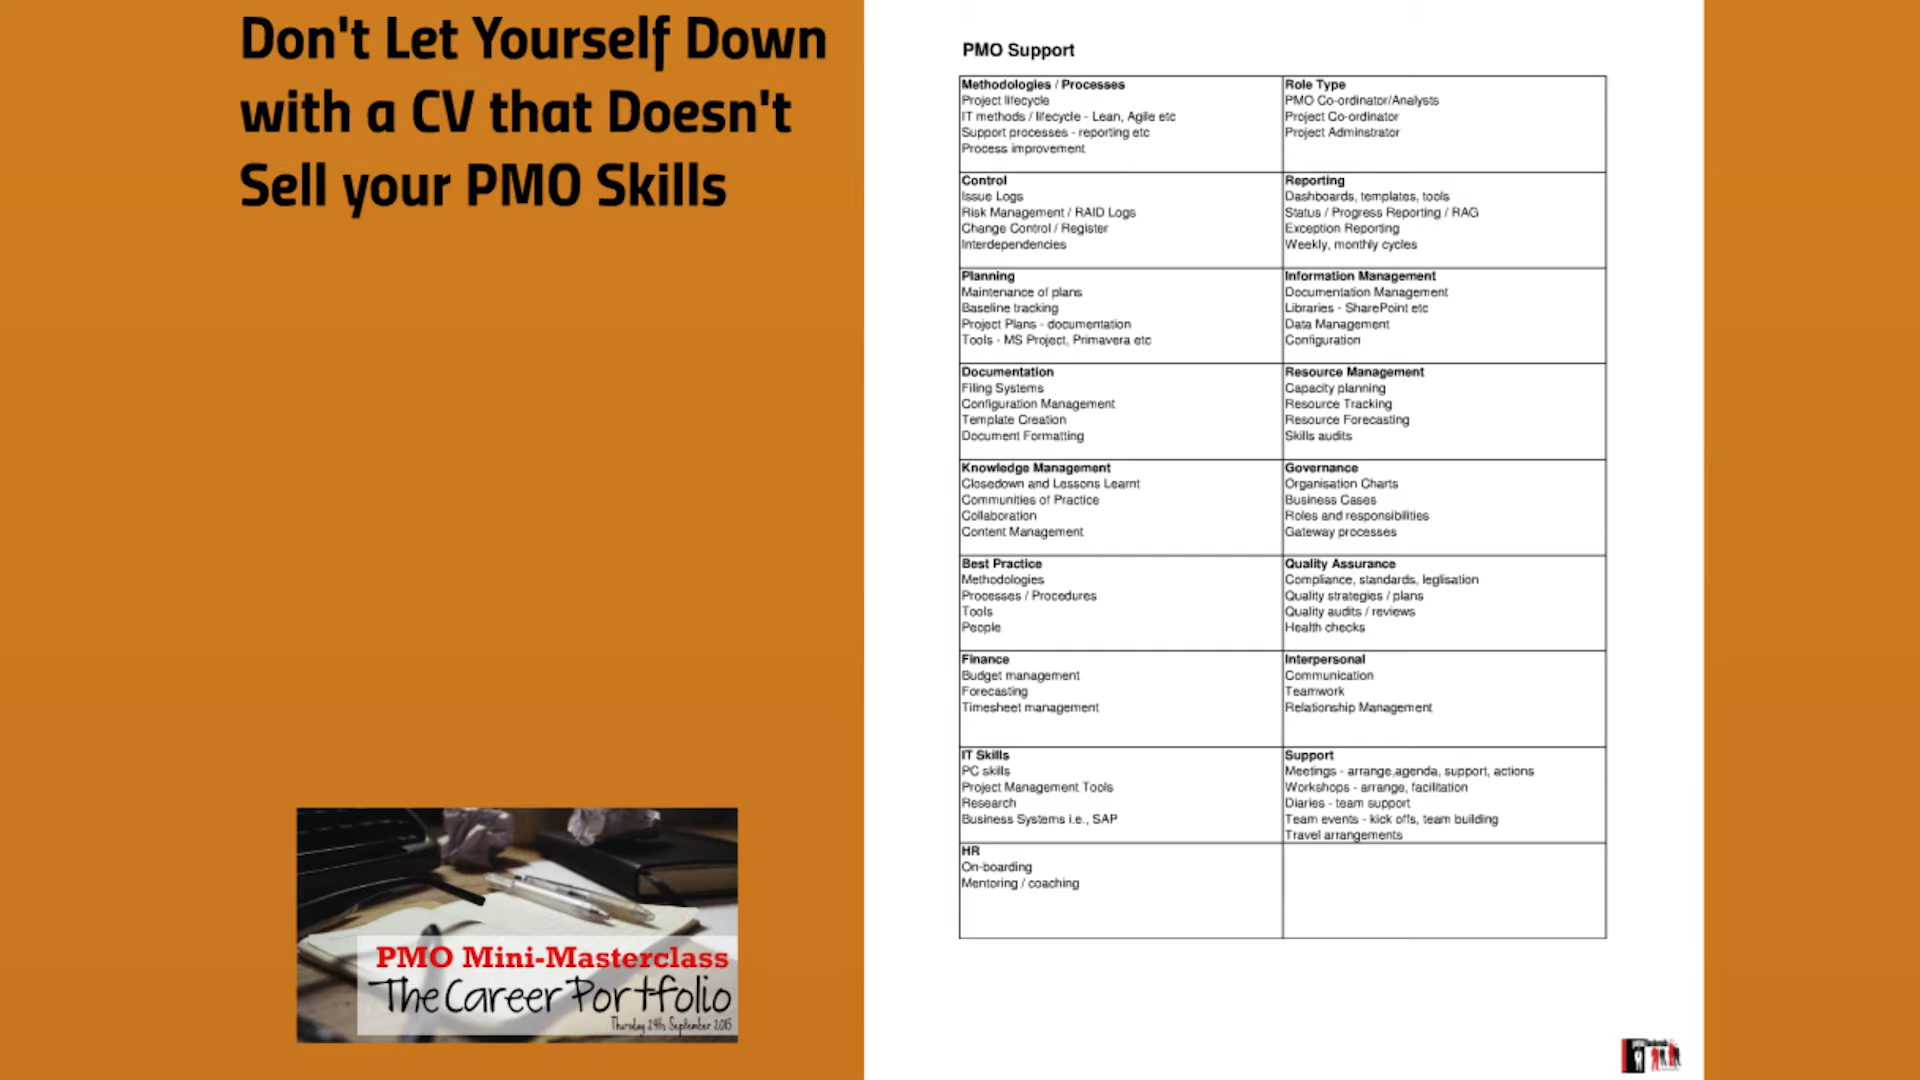 Don't Let Yourself Down
with a CV that Doesn't
Sell your PMO Skills
PMO Mini-Masterclass
The Career Portfolio
Thursday 24th September 2015
PMO Support
Methodologies / Processes
Project lifecycle
IT methods / lifecycle - Lean, Agile etc
Support processes - reporting etc
Process improvement
Role Type
PMO Co-ordinator/Analysts
Project Co-ordinator
Project Adminstrator
Control
Issue Logs
Risk Management / RAID Logs
Change Control / Register
Interdependencies
Reporting
Dashboards, templates, tools
Status / Progress Reporting / RAG
Exception Reporting
Weekly, monthly cycles
Planning
Maintenance of plans
Baseline tracking
Project Plans - documentation
Tools - MS Project, Primavera etc
Information Management
Documentation Management
Libraries - SharePoint etc
Data Management
Configuration
Documentation
Filing Systems
Configuration Management
Template Creation
Document Formatting
Resource Management
Capacity planning
Resource Tracking
Resource Forecasting
Skills audits
Knowledge Management
Closedown and Lessons Learnt
Communities of Practice
Collaboration
Content Management
Governance
Organisation Charts
Business Cases
Roles and responsibilities
Gateway processes
Best Practice
Methodologies
Processes / Procedures
Tools
People
Quality Assurance
Compliance, standards, leglisation
Quality strategies / plans
Quality audits / reviews
Health checks
Finance
Budget management
Forecasting
Timesheet management
Interpersonal
Communication
Teamwork
Relationship Management
IT Skills
PC skills
Project Management Tools
Research
Business Systems i.e., SAP
Support
Meetings - arrange,agenda, support, actions
Workshops - arrange, facilitation
Diaries - team support
Team events - kick offs, team building
Travel arrangements
HR
On-boarding
Mentoring / coaching